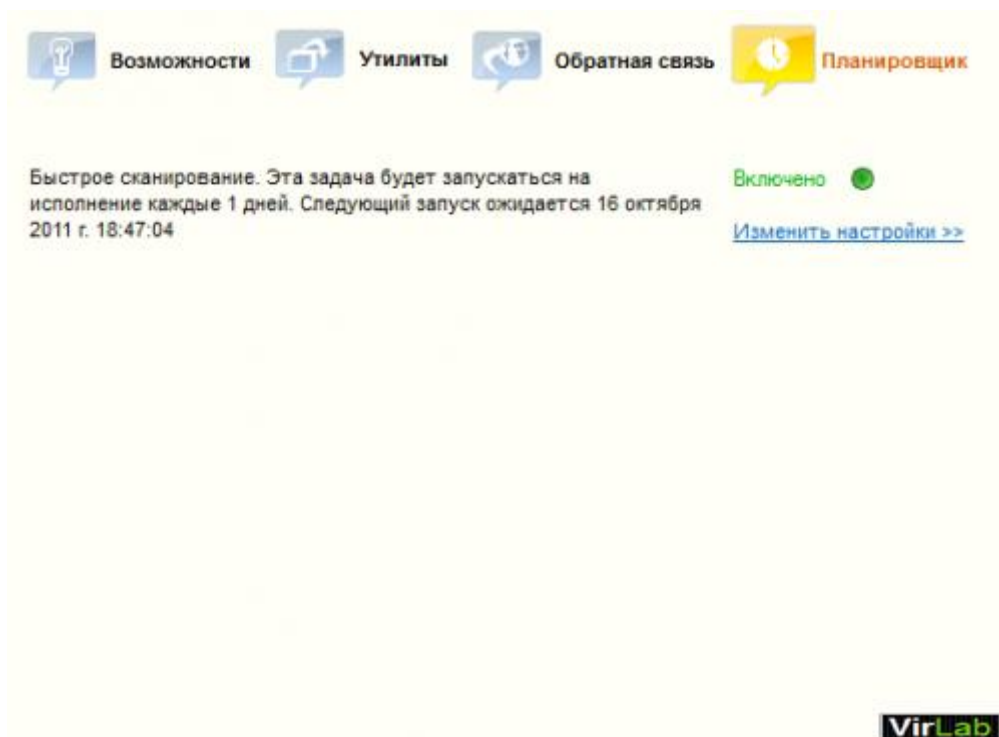 Возможности Утилиты Обратная связь Планировщик
Быстрое сканирование. Эта задача будет запускаться на
исполнение каждые 1 дней. Следующий запуск ожидается 16 октября
2011 г. 18:47:04
Включено
Изменить настройки >>
VirLab